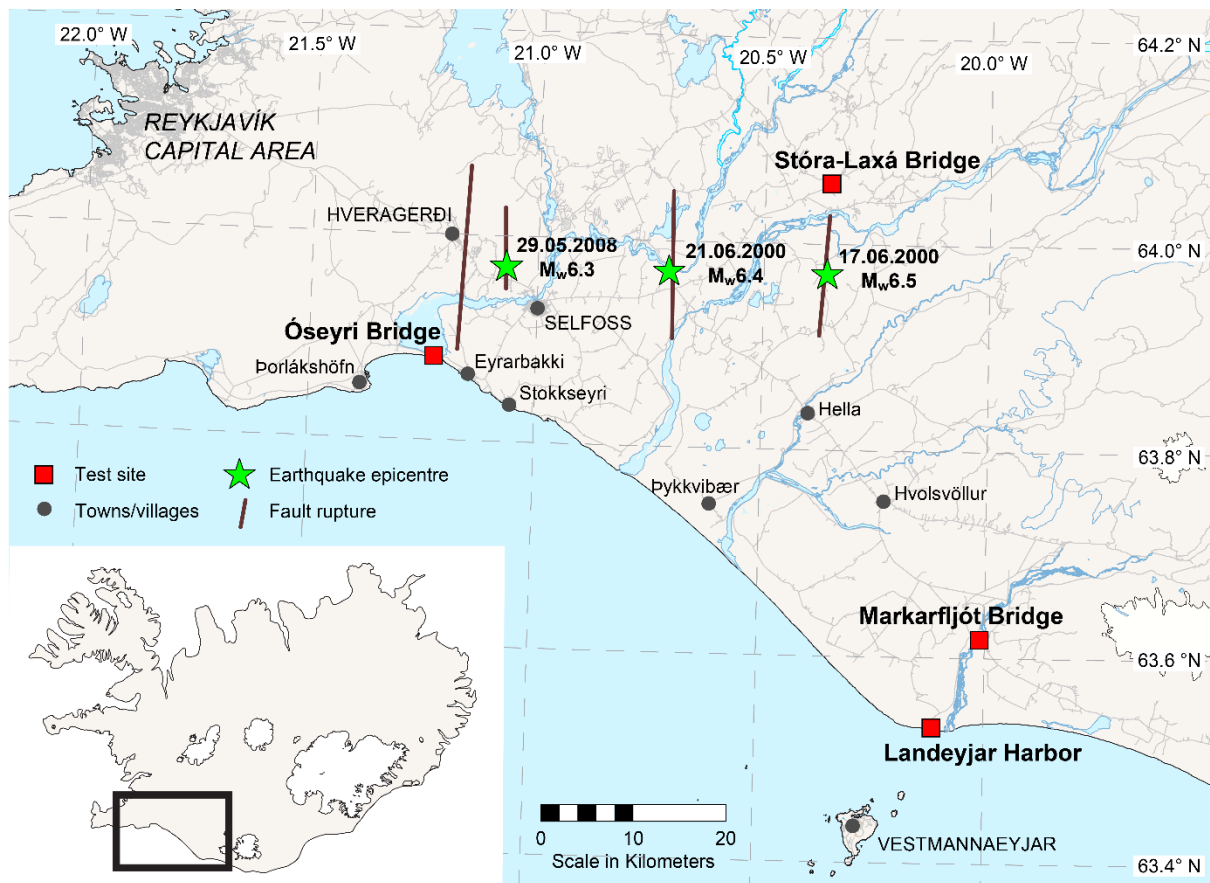 22.0° W
21.5° W
21.0° W
20.5° W
20.0° W
64.2° N
REYKJAVÍK
CAPITAL AREA
Stóra-Laxá Bridge
HVERAGERÐI
29.05.2008
Mw6.3
21.06.2000
Mw6.4
17.06.2000
Mw6.5
64.0° N
SELFOSS
Óseyri Bridge
Þorlákshöfn
Eyrarbakki
Stokkseyri
Hella
63.8° N
Test site
Earthquake epicentre
Towns/villages
Fault rupture
Þykkvibær
Hvolsvöllur
Markarfljót Bridge
63.6 °N
Landeyjar Harbor
0 10 20
Scale in Kilometers
VESTMANNAEYJAR
63.4° N